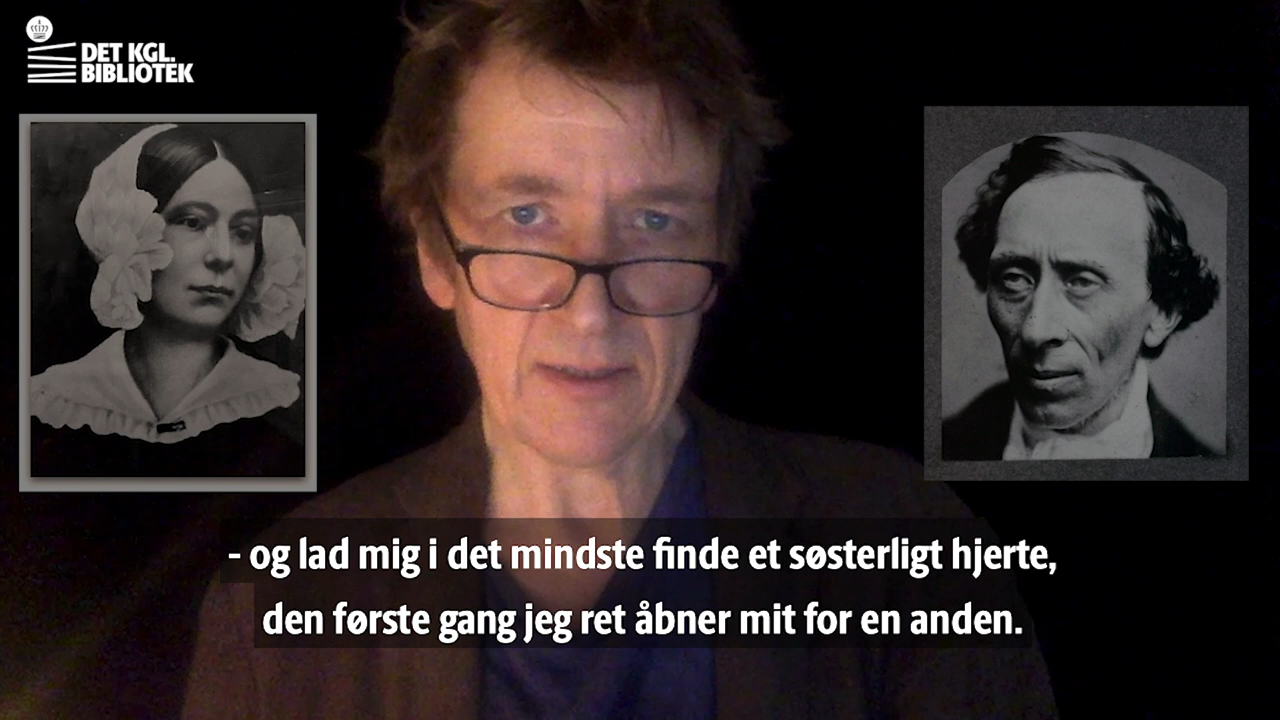 DET KGL.
BIBLIOTEK
- og lad mig i det mindste finde et søsterligt hjerte,
den første gang jeg ret åbner mit for en anden.